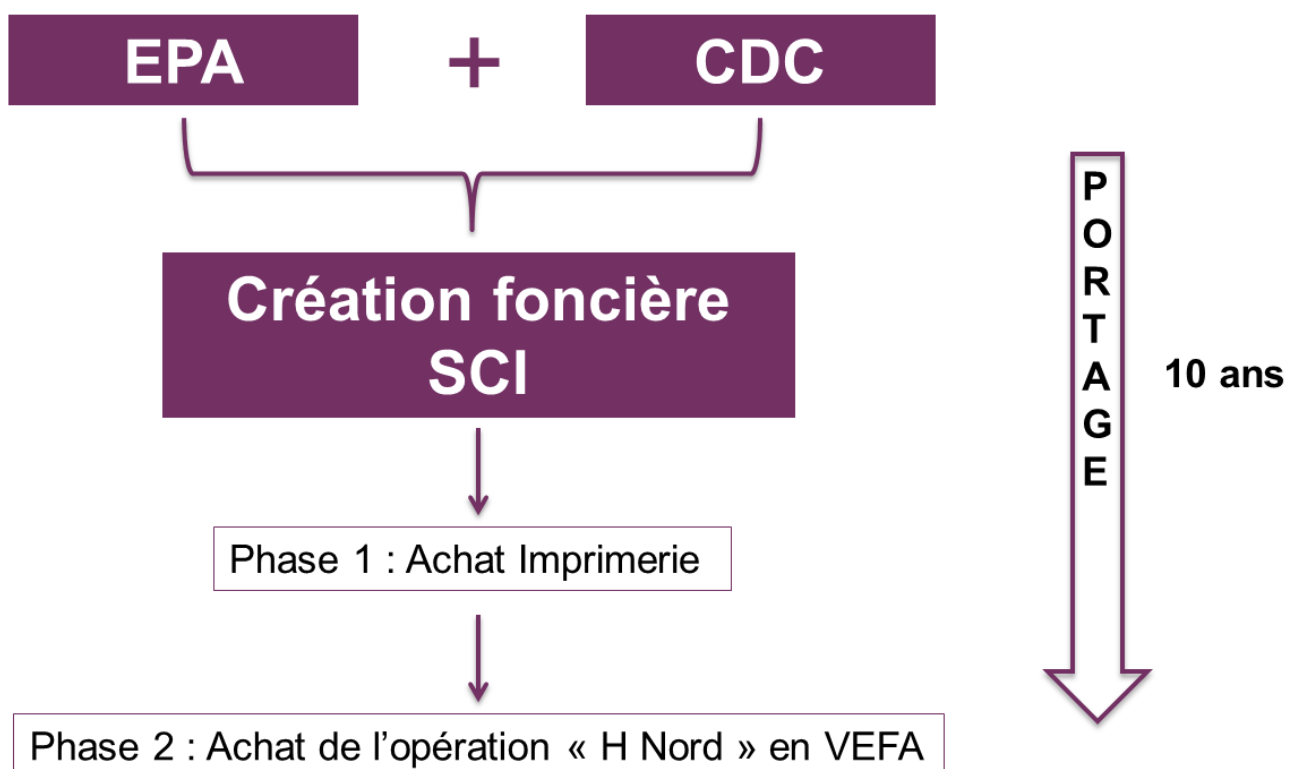 EPA + CDC
Création foncière
SCI
PORTAGE
10 ans
Phase 1 : Achat Imprimerie
Phase 2 : Achat de l’opération « H Nord » en VEFA